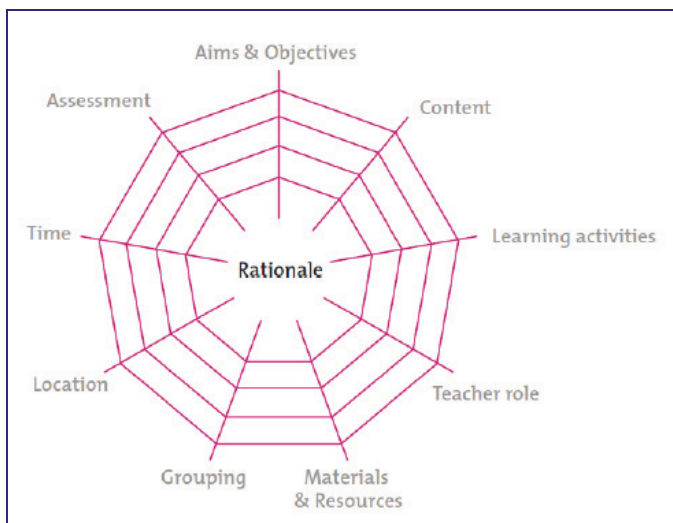 Aims & Objectives
Assessment
Content
Time
Learning activities
Rationale
Location
Teacher role
Grouping
Materials
& Resources